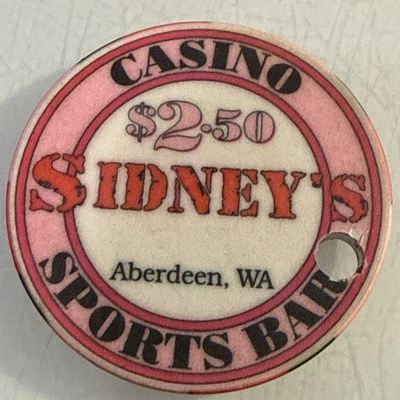 CASINO
$2.50
SIDNEY'S
Aberdeen, WA
SPORTS BAR